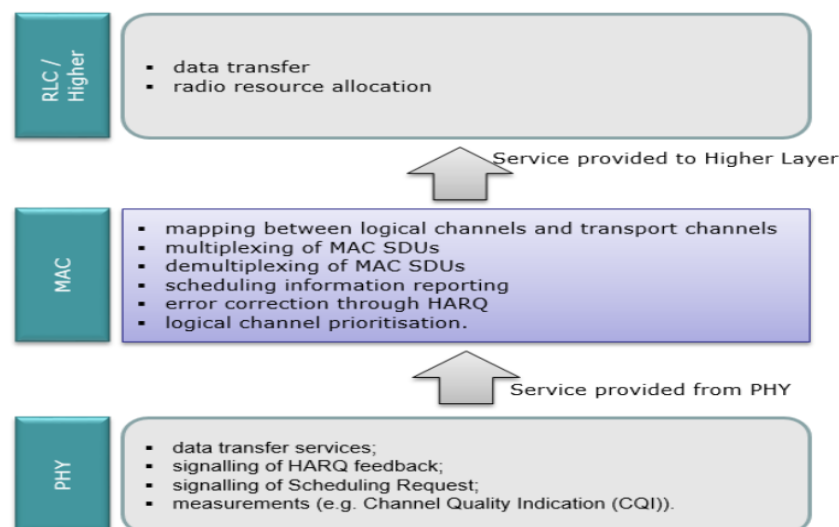 RLC /
Higher
▪ data transfer
▪ radio resource allocation
Service provided to Higher Layer
MAC
▪ mapping between logical channels and transport channels
▪ multiplexing of MAC SDUs
▪ demultiplexing of MAC SDUs
▪ scheduling information reporting
▪ error correction through HARQ
▪ logical channel prioritisation.
Service provided from PHY
PHY
▪ data transfer services;
▪ signalling of HARQ feedback;
▪ signalling of Scheduling Request;
▪ measurements (e.g. Channel Quality Indication (CQI)).